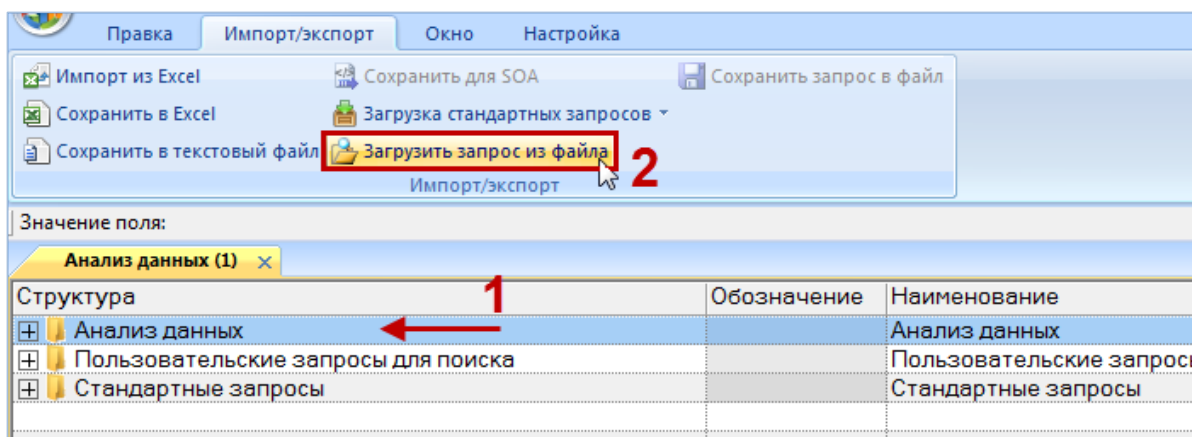 Правка Импорт/экспорт Окно Настройка
Импорт из Excel Сохранить для SOA Сохранить запрос в файл
Сохранить в Excel Загрузка стандартных запросов
Сохранить в текстовый файл Загрузить запрос из файла 2
Импорт/экспорт
Значение поля:
Анализ данных (1)
1
Структура Обозначение Наименование
Анализ данных Анализ данных
Пользовательские запросы для поиска Пользовательские запросы
Стандартные запросы Стандартные запросы